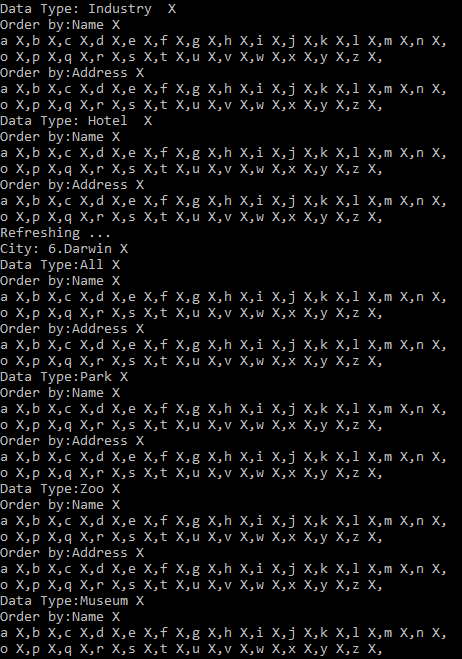 Data Type: Industry  X
Order by:Name X
a X,b X,c X,d X,e X,f X,g X,h X,i X,j X,k X,l X,m X,n X,
o X,p X,q X,r X,s X,t X,u X,v X,w X,x X,y X,z X,
Order by:Address X
a X,b X,c X,d X,e X,f X,g X,h X,i X,j X,k X,l X,m X,n X,
o X,p X,q X,r X,s X,t X,u X,v X,w X,x X,y X,z X,
Data Type: Hotel  X
Order by:Name X
a X,b X,c X,d X,e X,f X,g X,h X,i X,j X,k X,l X,m X,n X,
o X,p X,q X,r X,s X,t X,u X,v X,w X,x X,y X,z X,
Order by:Address X
a X,b X,c X,d X,e X,f X,g X,h X,i X,j X,k X,l X,m X,n X,
o X,p X,q X,r X,s X,t X,u X,v X,w X,x X,y X,z X,
Refreshing ...
City: 6.Darwin X
Data Type:All X
Order by:Name X
a X,b X,c X,d X,e X,f X,g X,h X,i X,j X,k X,l X,m X,n X,
o X,p X,q X,r X,s X,t X,u X,v X,w X,x X,y X,z X,
Order by:Address X
a X,b X,c X,d X,e X,f X,g X,h X,i X,j X,k X,l X,m X,n X,
o X,p X,q X,r X,s X,t X,u X,v X,w X,x X,y X,z X,
Data Type:Park X
Order by:Name X
a X,b X,c X,d X,e X,f X,g X,h X,i X,j X,k X,l X,m X,n X,
o X,p X,q X,r X,s X,t X,u X,v X,w X,x X,y X,z X,
Order by:Address X
a X,b X,c X,d X,e X,f X,g X,h X,i X,j X,k X,l X,m X,n X,
o X,p X,q X,r X,s X,t X,u X,v X,w X,x X,y X,z X,
Data Type:Zoo X
Order by:Name X
a X,b X,c X,d X,e X,f X,g X,h X,i X,j X,k X,l X,m X,n X,
o X,p X,q X,r X,s X,t X,u X,v X,w X,x X,y X,z X,
Order by:Address X
a X,b X,c X,d X,e X,f X,g X,h X,i X,j X,k X,l X,m X,n X,
o X,p X,q X,r X,s X,t X,u X,v X,w X,x X,y X,z X,
Data Type:Museum X
Order by:Name X
a X,b X,c X,d X,e X,f X,g X,h X,i X,j X,k X,l X,m X,n X,
o X,p X,q X,r X,s X,t X,u X,v X,w X,x X,y X,z X,